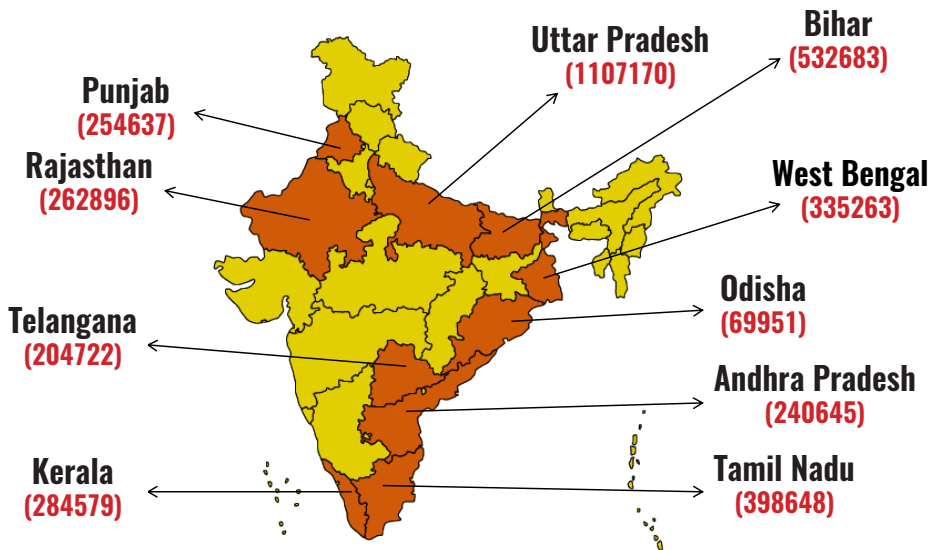 Uttar Pradesh
(1107170)
Bihar
(532683)
Punjab
(254637)
Rajasthan
(262896)
West Bengal
(335263)
Odisha
(69951)
Telangana
(204722)
Andhra Pradesh
(240645)
Kerala
(284579)
Tamil Nadu
(398648)